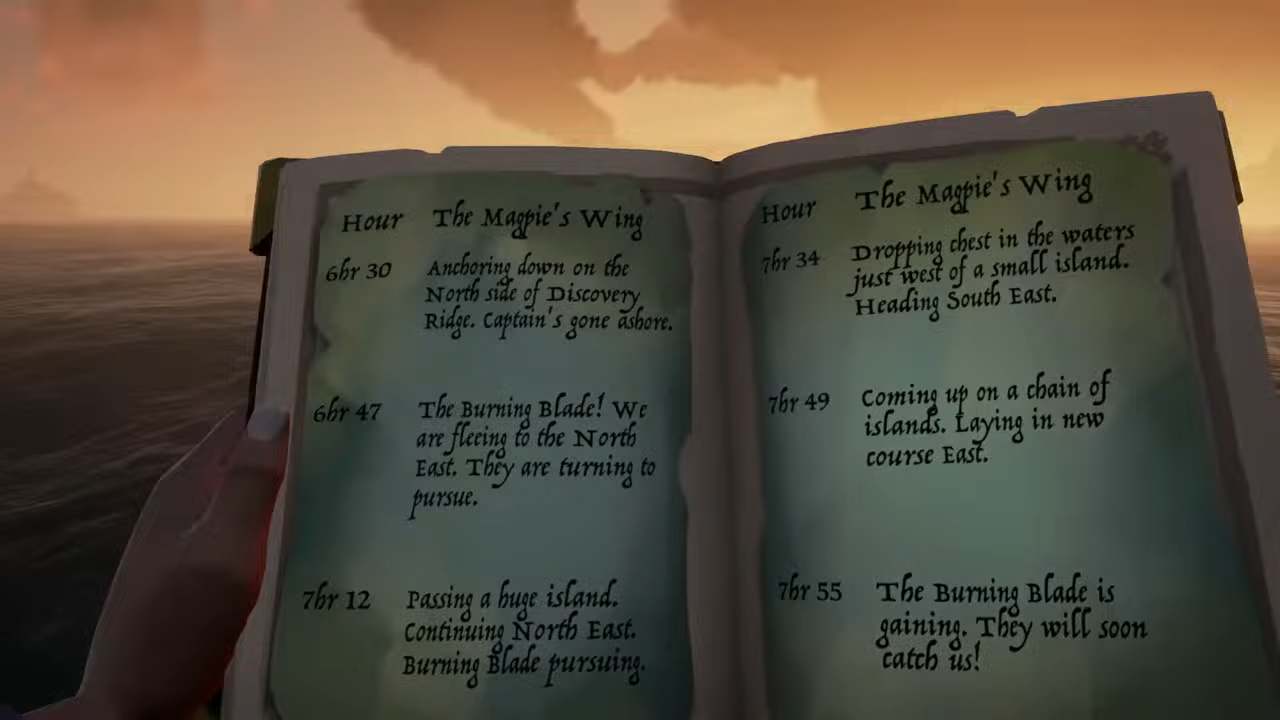 Hour The Magpie's Wing
6hr 30 Anchoring down on the
North side of Discovery
Ridge. Captain's gone ashore.
6hr 47 The Burning Blade! We
are fleeing to the North
East. They are turning to
pursue.
7hr 12 Passing a huge island.
Continuing North East.
Burning Blade pursuing.
Hour The Magpie's Wing
7hr 34 Dropping chest in the waters
just west of a small island.
Heading South East.
7hr 49 Coming up on a chain of
islands. Laying in new
course East.
7hr 55 The Burning Blade is
gaining. They will soon
catch us!